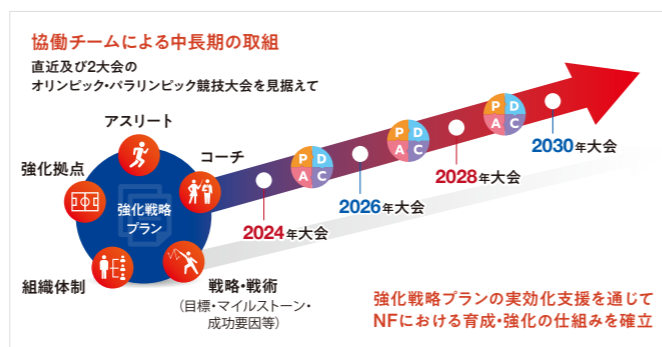 協働チームによる中長期の取組
直近及び2大会の
オリンピック・パラリンピック競技大会を見据えて
アスリート
コーチ
強化拠点
強化戦略
プラン
組織体制
戦略・戦術
(目標・マイルストーン・
成功要因等)
P D
A C
P D
A C
P D
A C
2024年大会
2026年大会
2028年大会
2030年大会
強化戦略プランの実効化支援を通じて
NFにおける育成・強化の仕組みを確立